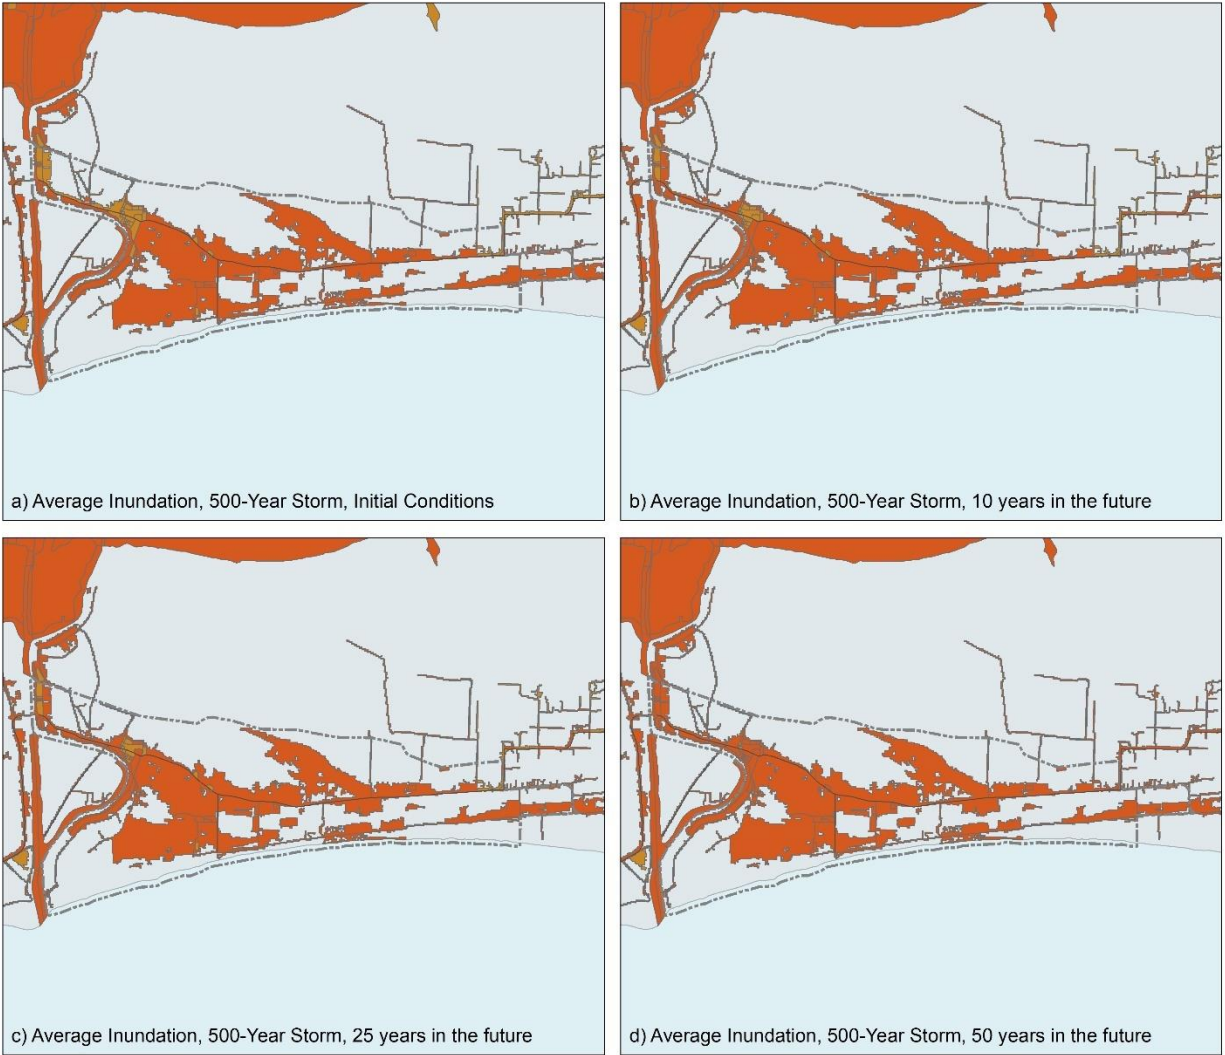 a) Average Inundation, 500-Year Storm, Initial Conditions
b) Average Inundation, 500-Year Storm, 10 years in the future
c) Average Inundation, 500-Year Storm, 25 years in the future
d) Average Inundation, 500-Year Storm, 50 years in the future